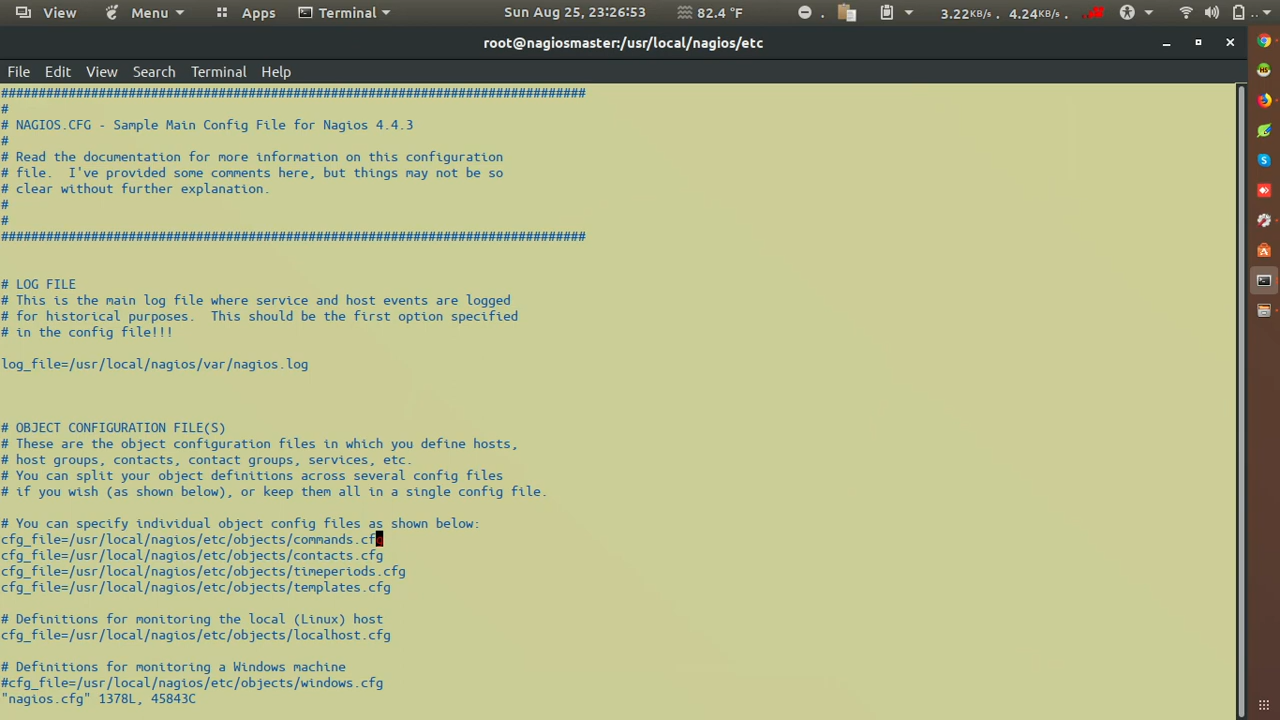 View
Menu
Apps
Terminal
Sun Aug 25, 23:26:53
82.4 °F
3.22KB/s
4.24KB/s
root@nagiosmaster:/usr/local/nagios/etc
File Edit View Search Terminal Help
##############################################################################
#
# NAGIOS.CFG - Sample Main Config File for Nagios 4.4.3
#
# Read the documentation for more information on this configuration
# file.  I've provided some comments here, but things may not be so
# clear without further explanation.
#
#
##############################################################################
# LOG FILE
# This is the main log file where service and host events are logged
# for historical purposes.  This should be the first option specified
# in the config file!!!
log_file=/usr/local/nagios/var/nagios.log
# OBJECT CONFIGURATION FILE(S)
# These are the object configuration files in which you define hosts,
# host groups, contacts, contact groups, services, etc.
# You can split your object definitions across several config files
# if you wish (as shown below), or keep them all in a single config file.
# You can specify individual object config files as shown below:
cfg_file=/usr/local/nagios/etc/objects/commands.cfg
cfg_file=/usr/local/nagios/etc/objects/contacts.cfg
cfg_file=/usr/local/nagios/etc/objects/timeperiods.cfg
cfg_file=/usr/local/nagios/etc/objects/templates.cfg
# Definitions for monitoring the local (Linux) host
cfg_file=/usr/local/nagios/etc/objects/localhost.cfg
# Definitions for monitoring a Windows machine
#cfg_file=/usr/local/nagios/etc/objects/windows.cfg
"nagios.cfg" 1378L, 45843C